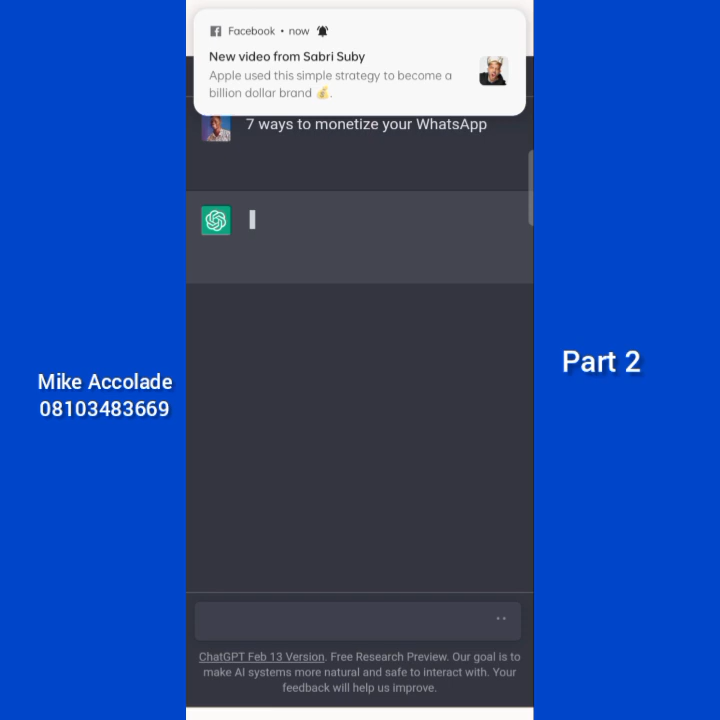 Facebook • now
New video from Sabri Suby
Apple used this simple strategy to become a
billion dollar brand 💰.
7 ways to monetize your WhatsApp
Mike Accolade
08103483669
Part 2
ChatGPT Feb 13 Version. Free Research Preview. Our goal is to
make AI systems more natural and safe to interact with. Your
feedback will help us improve.